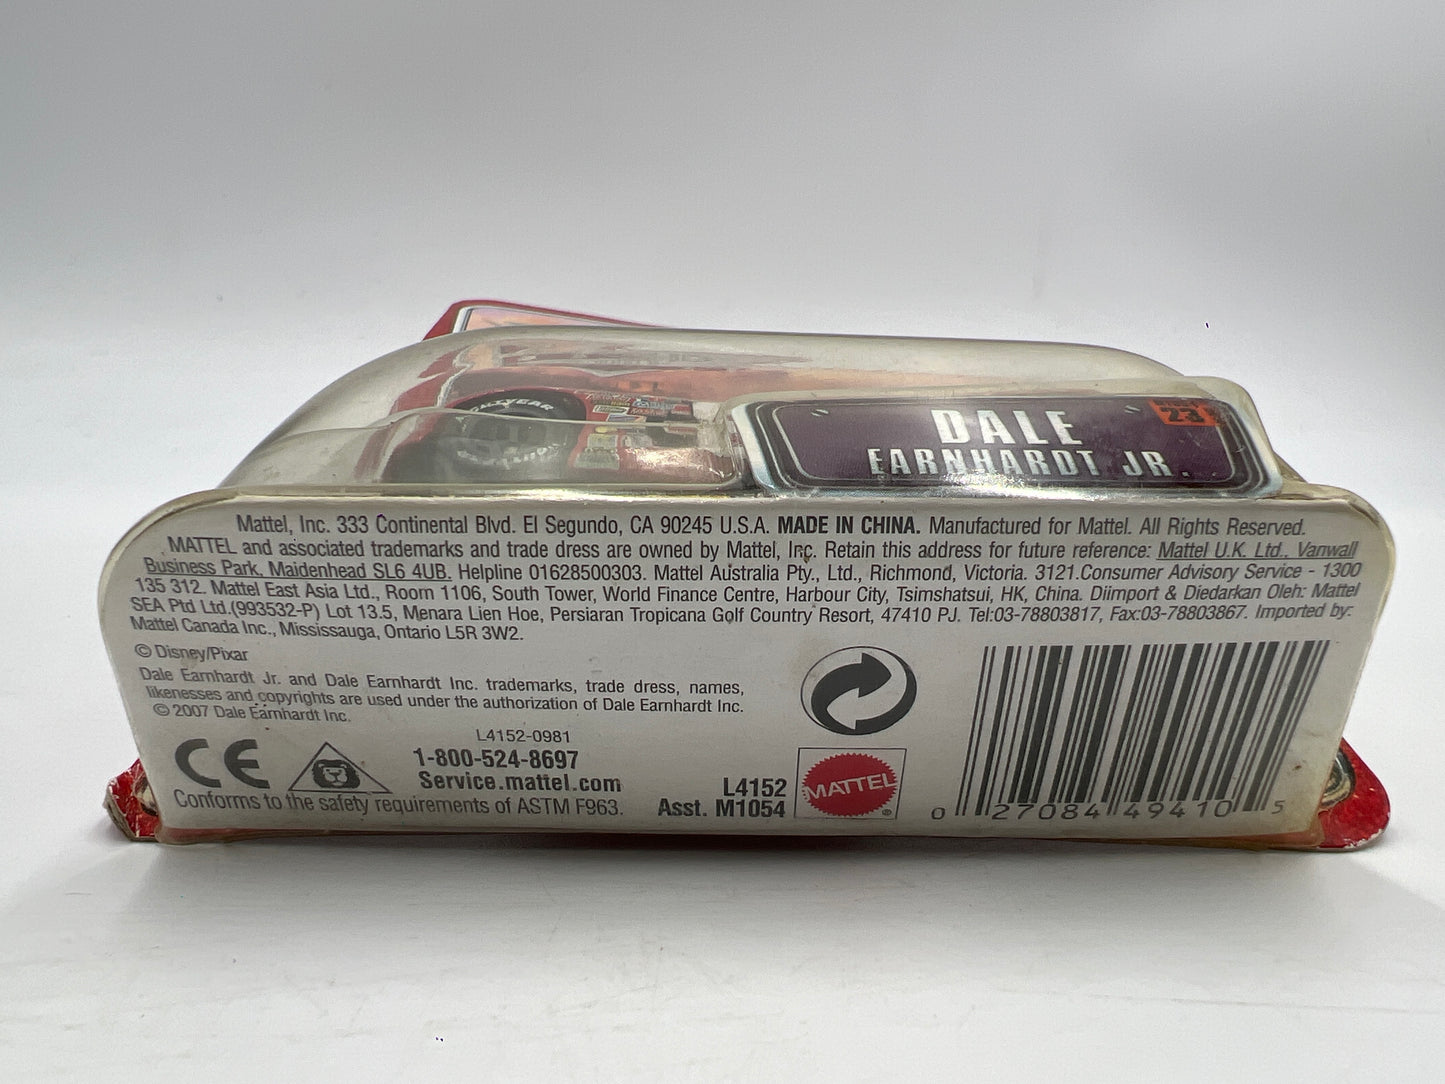 GOODYEAR
DALE
EARNHARDT JR.
23
Mattel, Inc. 333 Continental Blvd. El Segundo, CA 90245 U.S.A. MADE IN CHINA. Manufactured for Mattel. All Rights Reserved.
MATTEL and associated trademarks and trade dress are owned by Mattel, Inc. Retain this address for future reference: Mattel U.K. Ltd., Vanwall
Business Park, Maidenhead SL6 4UB. Helpline 01628500303. Mattel Australia Pty., Ltd., Richmond, Victoria. 3121.Consumer Advisory Service - 1300
135 312. Mattel East Asia Ltd., Room 1106, South Tower, World Finance Centre, Harbour City, Tsimshatsui, HK, China. Diimport & Diedarkan Oleh: Mattel
SEA Ptd Ltd.(993532-P) Lot 13.5, Menara Lien Hoe, Persiaran Tropicana Golf Country Resort, 47410 PJ. Tel:03-78803817, Fax:03-78803867. Imported by:
Mattel Canada Inc., Mississauga, Ontario L5R 3W2.
© Disney/Pixar
Dale Earnhardt Jr. and Dale Earnhardt Inc. trademarks, trade dress, names,
likenesses and copyrights are used under the authorization of Dale Earnhardt Inc.
© 2007 Dale Earnhardt Inc.
L4152-0981
CE
1-800-524-8697
Service.mattel.com
Conforms to the safety requirements of ASTM F963.
L4152
Asst. M1054
MATTEL
®
0 27084 49410 5